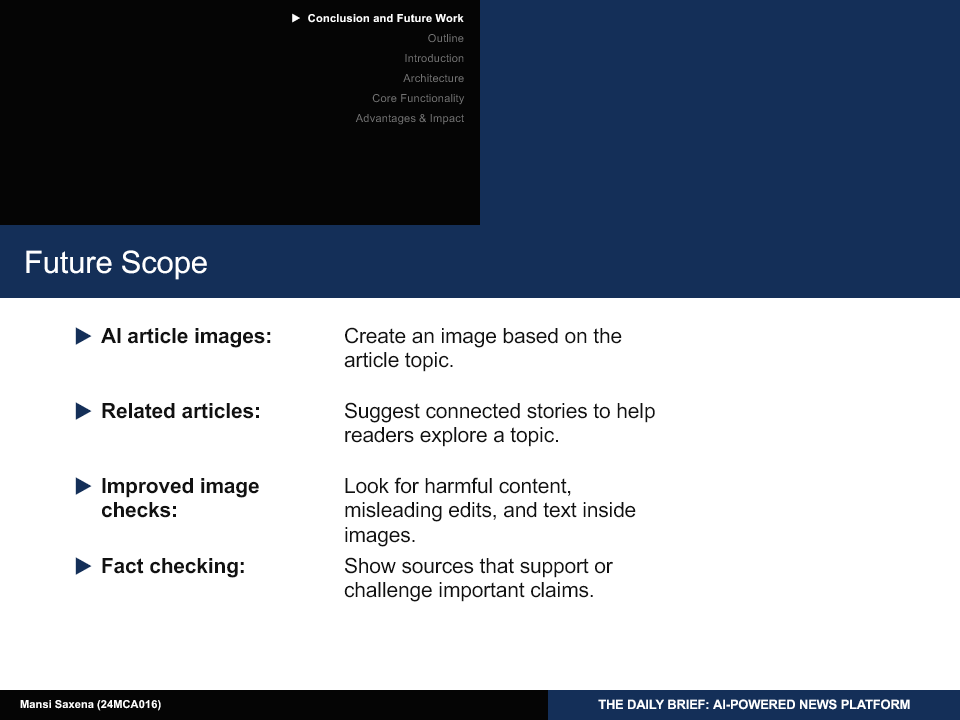 Conclusion and Future Work
Outline
Introduction
Architecture
Core Functionality
Advantages & Impact
Future Scope
AI article images:
Create an image based on the
article topic.
Related articles:
Suggest connected stories to help
readers explore a topic.
Improved image
checks:
Look for harmful content,
misleading edits, and text inside
images.
Fact checking:
Show sources that support or
challenge important claims.
Mansi Saxena (24MCA016)
THE DAILY BRIEF: AI-POWERED NEWS PLATFORM